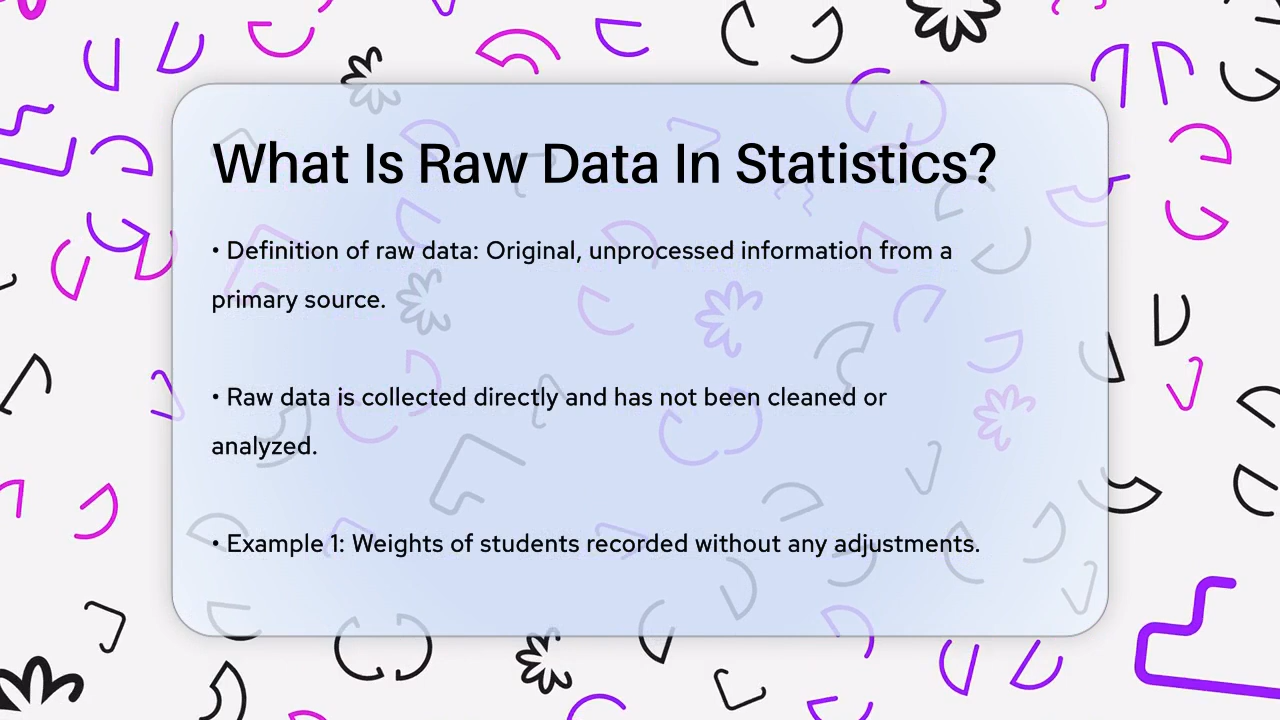 What Is Raw Data In Statistics?
• Definition of raw data: Original, unprocessed information from a
primary source.
• Raw data is collected directly and has not been cleaned or
analyzed.
• Example 1: Weights of students recorded without any adjustments.